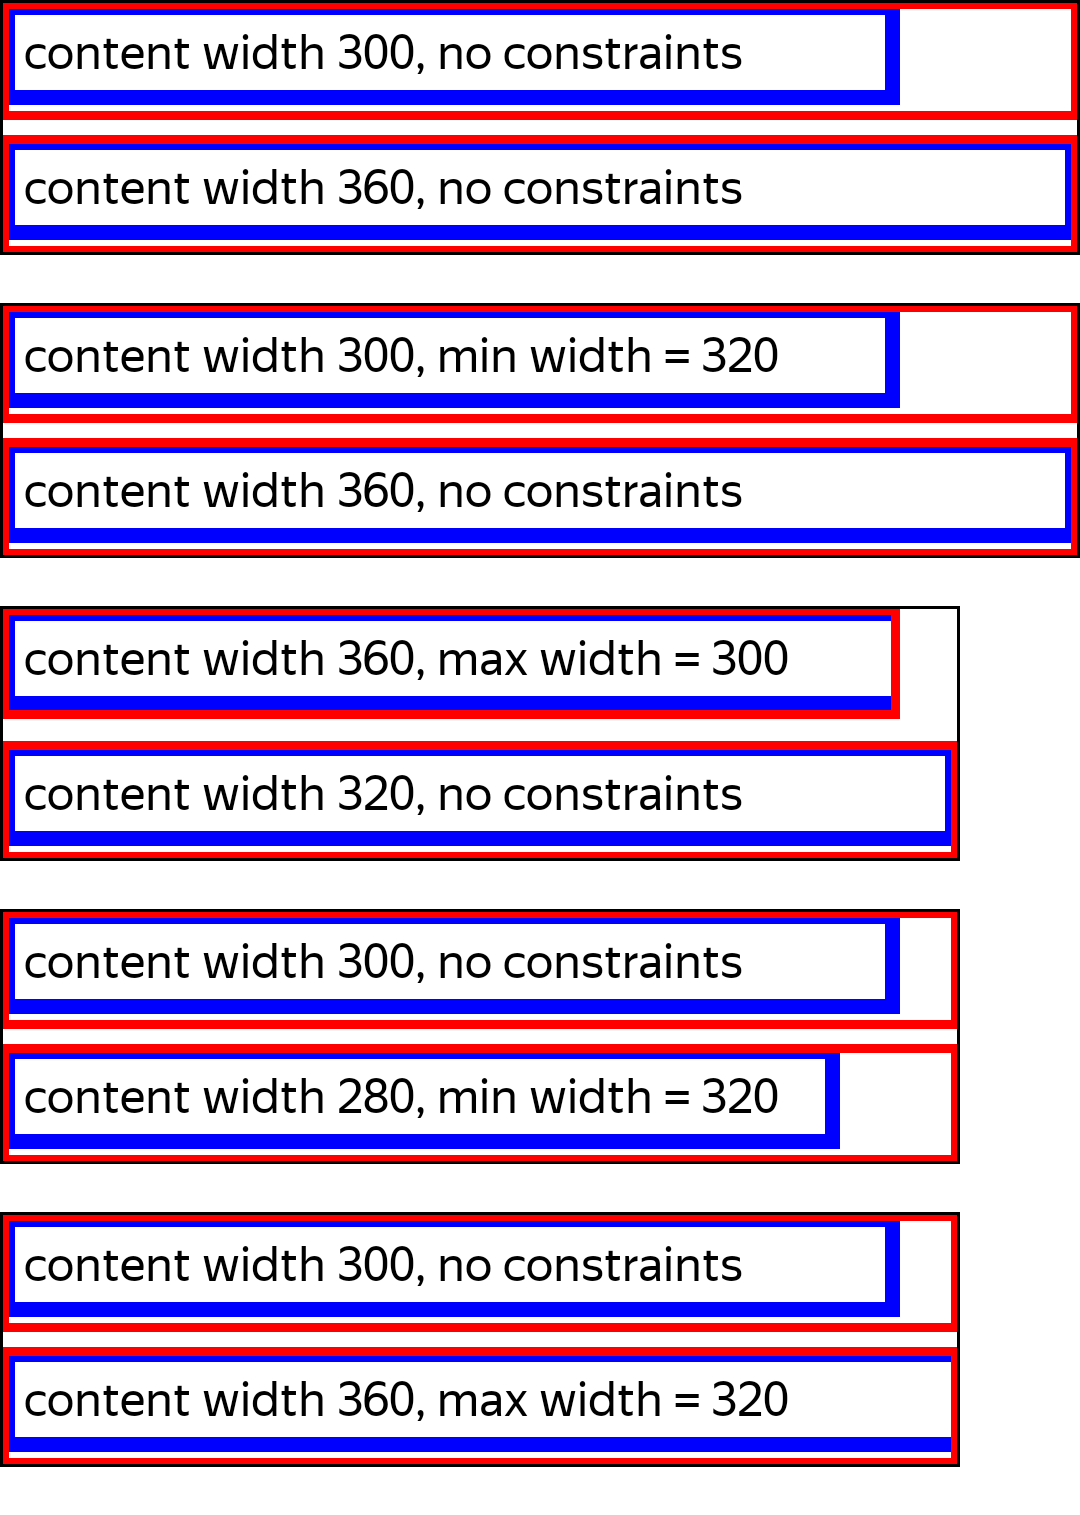 content width 300, no constraints
content width 360, no constraints
content width 300, min width = 320
content width 360, no constraints
content width 360, max width = 300
content width 320, no constraints
content width 300, no constraints
content width 280, min width = 320
content width 300, no constraints
content width 360, max width = 320